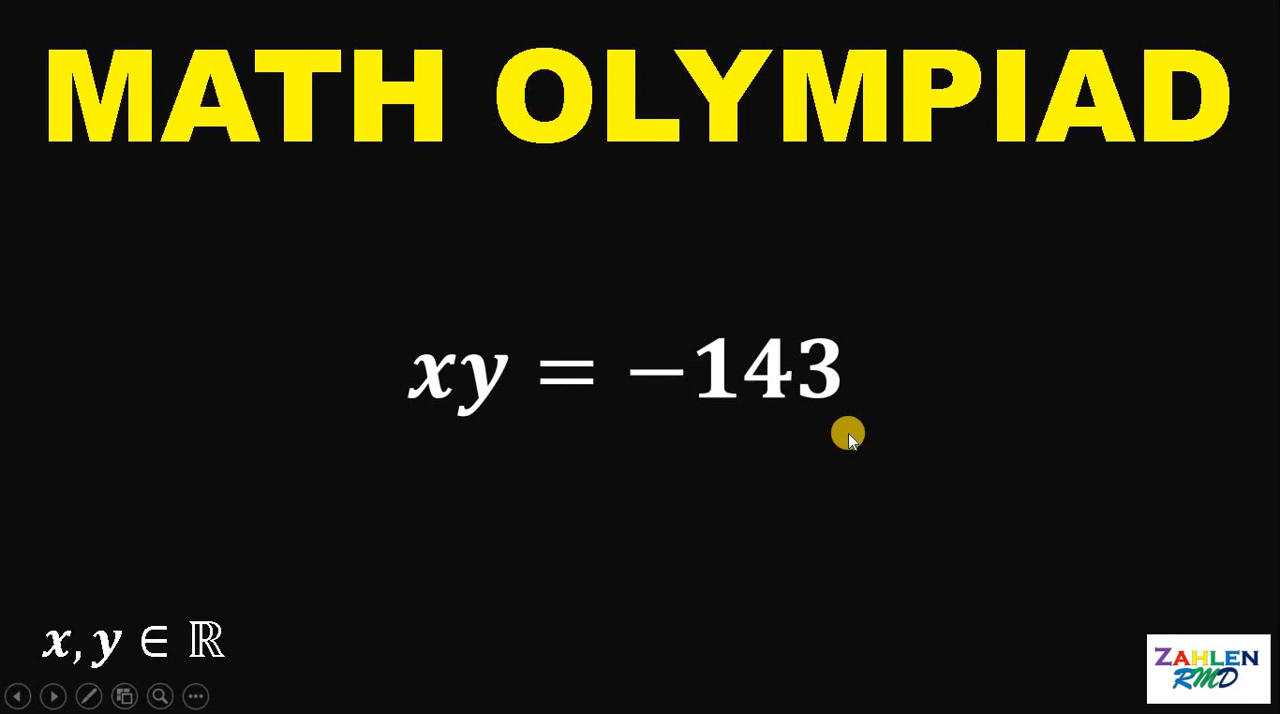 MATH OLYMPIAD
xy = −143
x, y ∈ ℝ
ZAHLEN
RMD